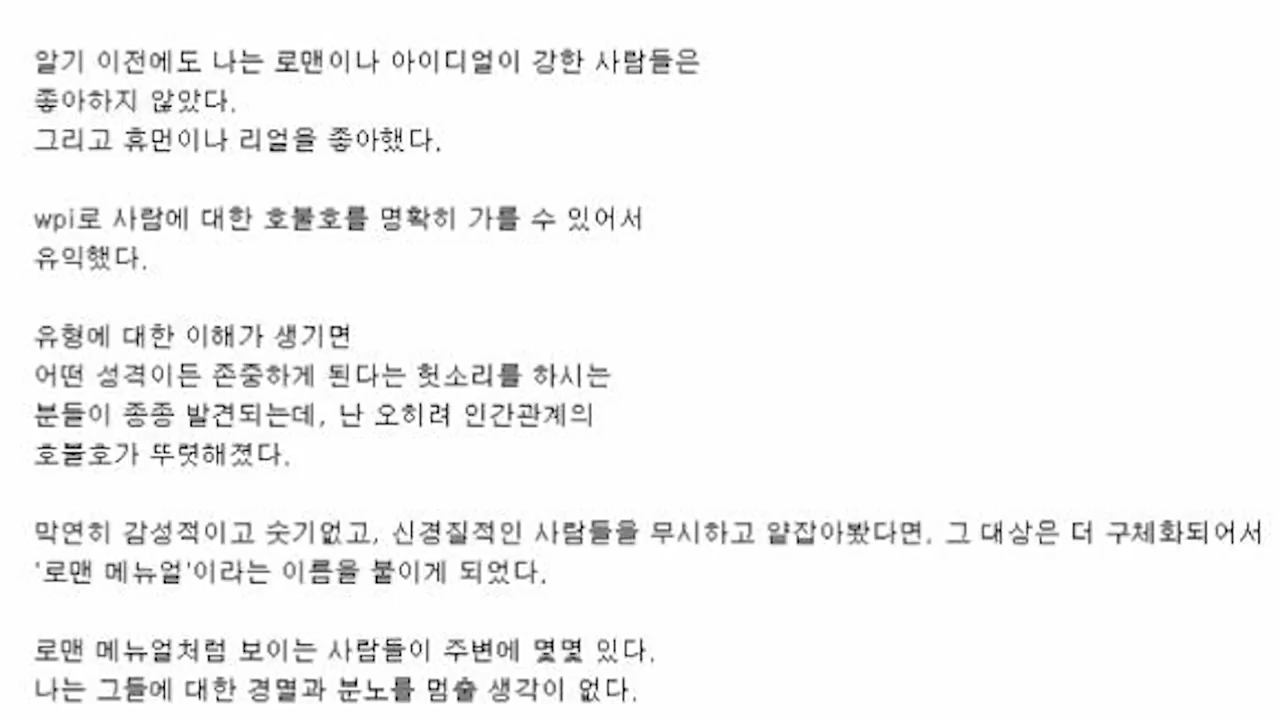 알기 이전에도 나는 로맨이나 아이디얼이 강한 사람들은
좋아하지 않았다.
그리고 휴먼이나 리얼을 좋아했다.
wpi로 사람에 대한 호불호를 명확히 가를 수 있어서
유익했다.
유형에 대한 이해가 생기면
어떤 성격이든 존중하게 된다는 헛소리를 하시는
분들이 종종 발견되는데, 난 오히려 인간관계의
호불호가 뚜렷해졌다.
막연히 감성적이고 숫기없고, 신경질적인 사람들을 무시하고 얕잡아봤다면, 그 대상은 더 구체화되어서
'로맨 메뉴얼'이라는 이름을 붙이게 되었다.
로맨 메뉴얼처럼 보이는 사람들이 주변에 몇몇 있다.
나는 그들에 대한 경멸과 분노를 멈출 생각이 없다.